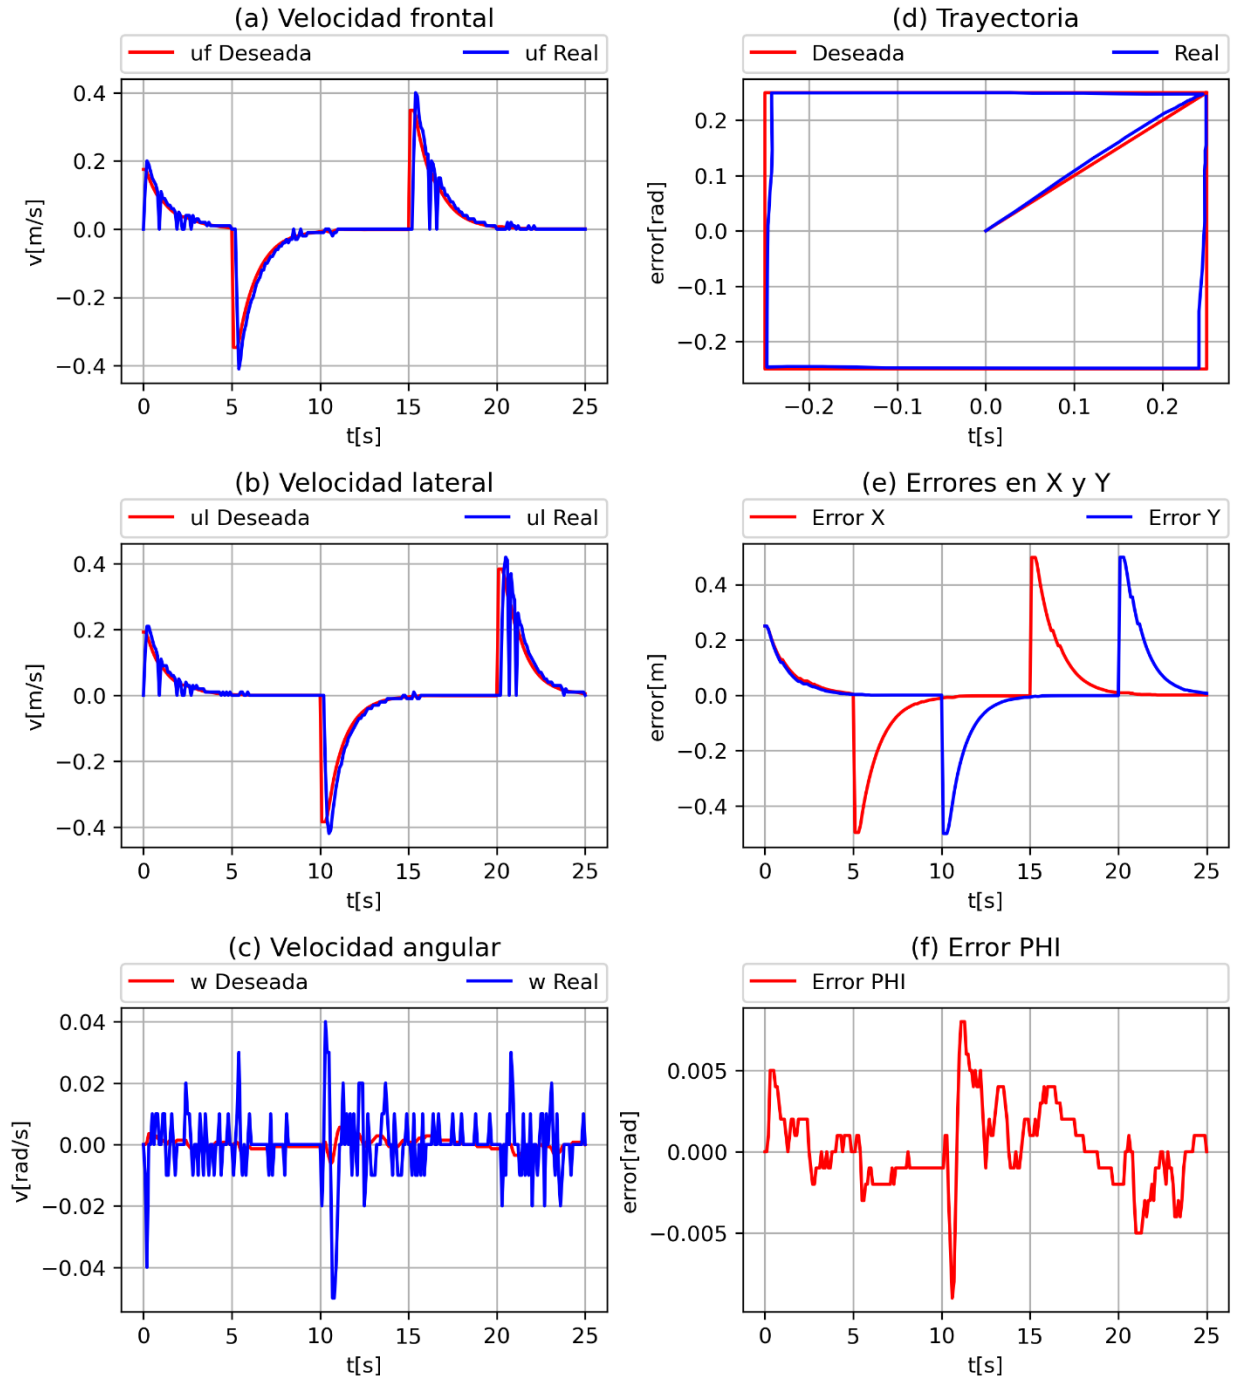 (a) Velocidad frontal
uf Deseada uf Real
0.4
0.2
0.0
−0.2
−0.4
v[m/s]
0 5 10 15 20 25
t[s]
(d) Trayectoria
Deseada Real
0.2
0.1
0.0
−0.1
−0.2
error[rad]
−0.2 −0.1 0.0 0.1 0.2
t[s]
(b) Velocidad lateral
ul Deseada ul Real
0.4
0.2
0.0
−0.2
−0.4
v[m/s]
0 5 10 15 20 25
t[s]
(e) Errores en X y Y
Error X Error Y
0.4
0.2
0.0
−0.2
−0.4
error[m]
0 5 10 15 20 25
t[s]
(c) Velocidad angular
w Deseada w Real
0.04
0.02
0.00
−0.02
−0.04
v[rad/s]
0 5 10 15 20 25
t[s]
(f) Error PHI
Error PHI
0.005
0.000
−0.005
error[rad]
0 5 10 15 20 25
t[s]